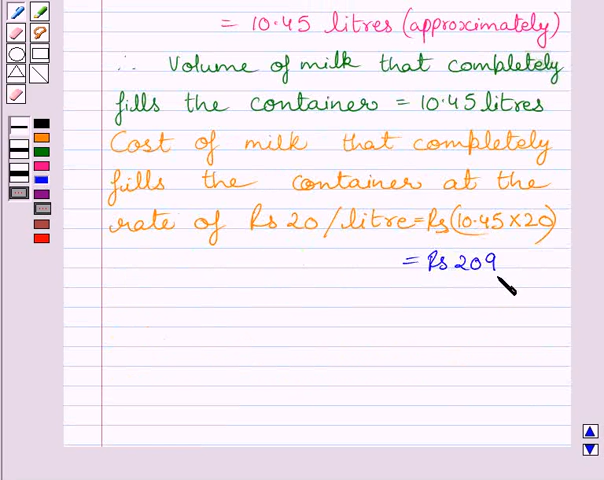 = 10.45 litres (approximately)
∴ Volume of milk that completely
fills the container = 10.45 litres
Cost of milk that completely
fills the container at the
rate of Rs 20 / litre = Rs (10.45 × 20)
= Rs 209